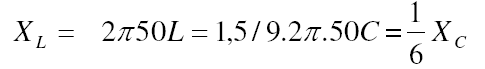 X_L = 2π50L = 1,5 / 9.2π.50C = 1/6 X_C